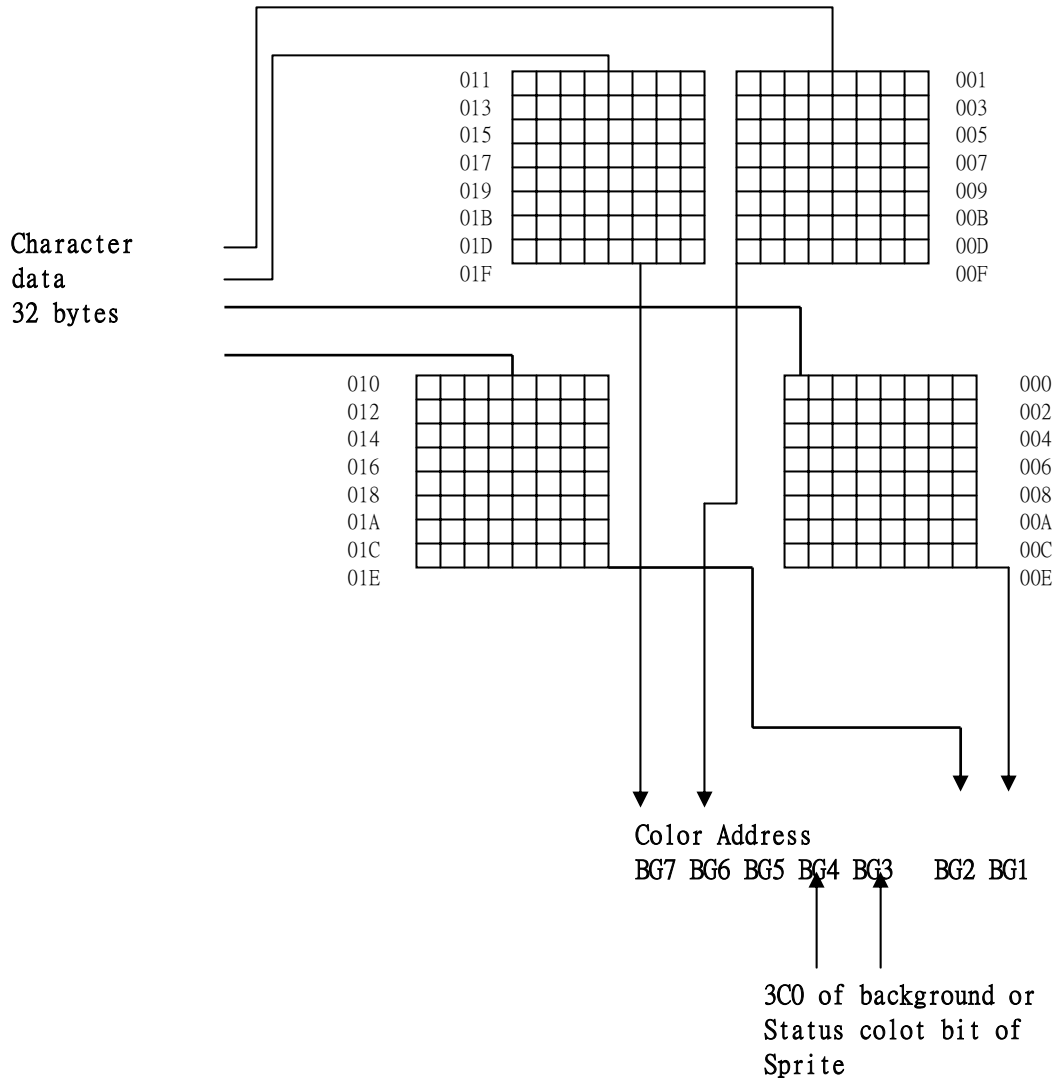 011
013
015
017
019
01B
01D
01F
001
003
005
007
009
00B
00D
00F
Character
data
32 bytes
010
012
014
016
018
01A
01C
01E
000
002
004
006
008
00A
00C
00E
Color Address
BG7 BG6 BG5 BG4 BG3 BG2 BG1
3C0 of background or
Status colot bit of
Sprite